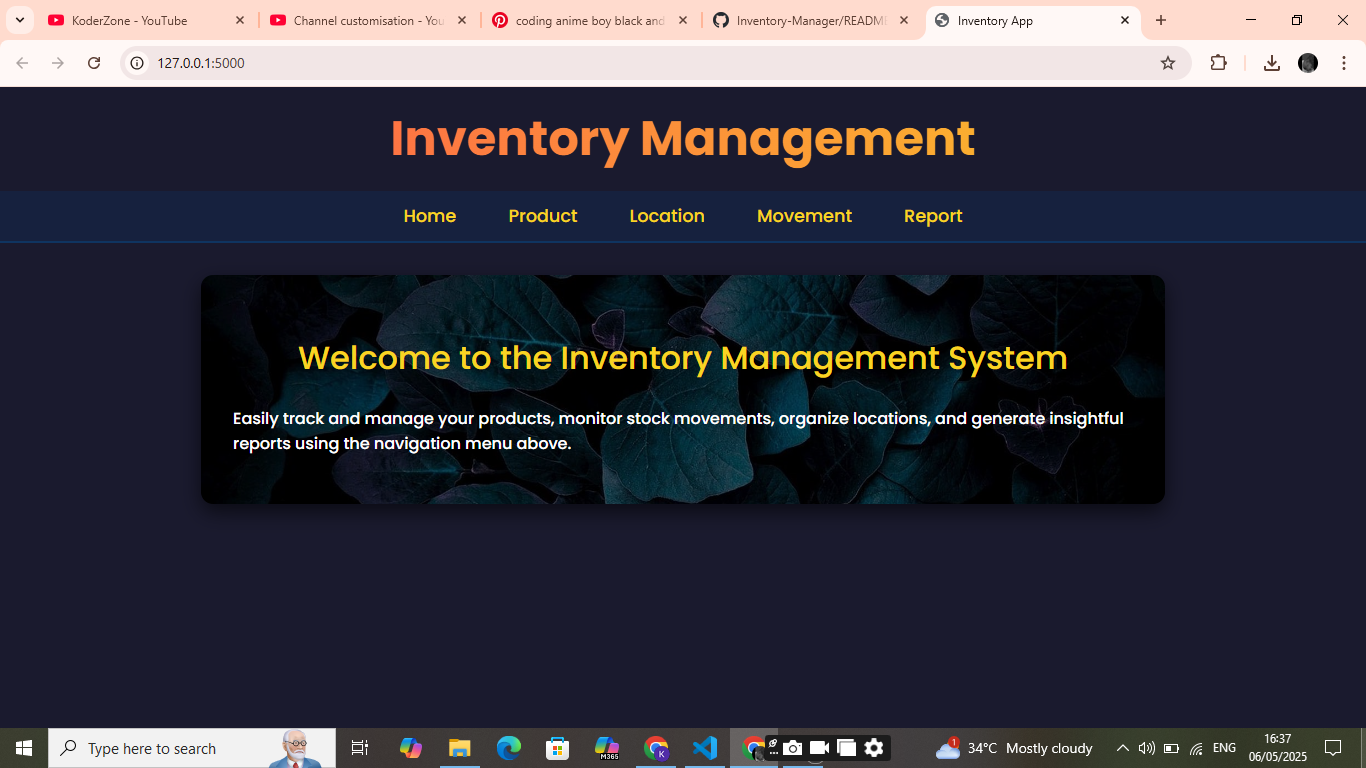 KoderZone - YouTube
Channel customisation - You
coding anime boy black and
Inventory-Manager/README
Inventory App
127.0.0.1:5000
Inventory Management
Home Product Location Movement Report
Welcome to the Inventory Management System
Easily track and manage your products, monitor stock movements, organize locations, and generate insightful
reports using the navigation menu above.
Type here to search
M365
K
1
34°C Mostly cloudy
ENG
16:37
06/05/2025